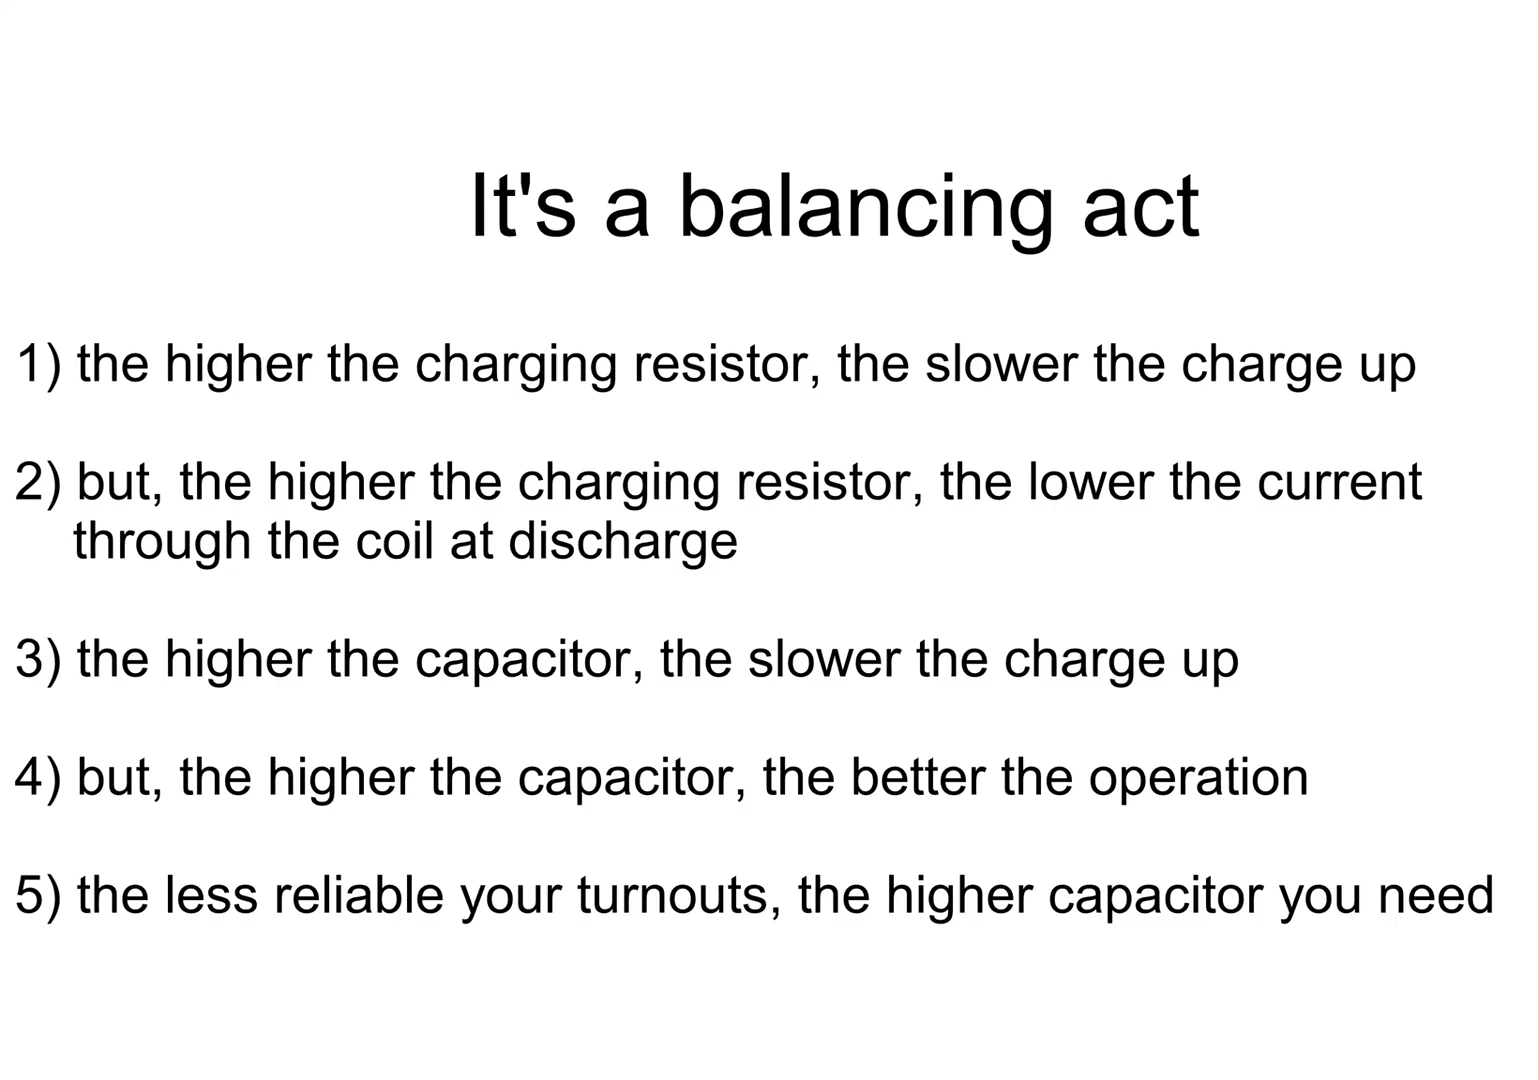 It's a balancing act
1) the higher the charging resistor, the slower the charge up
2) but, the higher the charging resistor, the lower the current
through the coil at discharge
3) the higher the capacitor, the slower the charge up
4) but, the higher the capacitor, the better the operation
5) the less reliable your turnouts, the higher capacitor you need